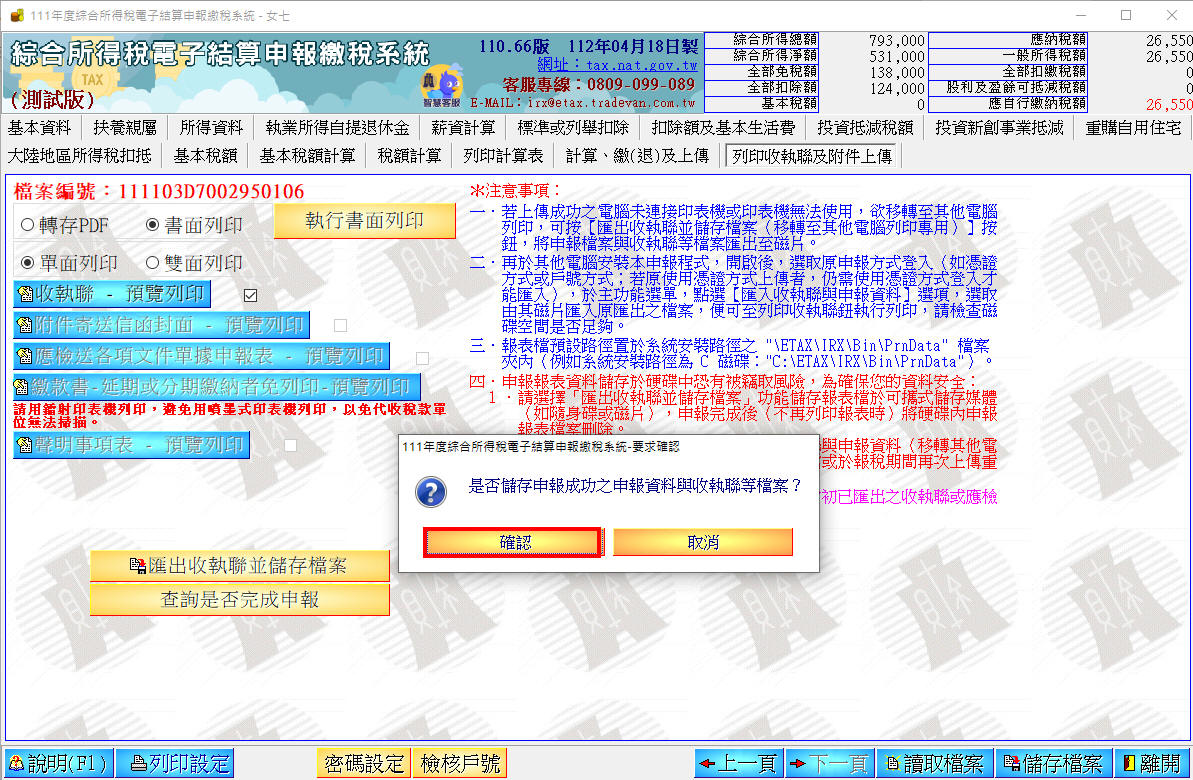 111年度綜合所得稅電子結算申報繳稅系統 - 女七
綜合所得稅電子結算申報繳稅系統
(測試版)
TAX
110.66版 112年04月18日製
網址：tax.nat.gov.tw
客服專線：0809-099-089
E-MAIL：irx@etax.tradevan.com.tw
智慧客服
綜合所得總額 793,000 應納稅額 26,550
綜合所得淨額 531,000 一般所得稅額 26,550
全部免稅額 138,000 全部扣繳稅額 0
全部扣除額 124,000 股利及盈餘可抵減稅額 0
基本稅額 0 應自行繳納稅額 26,550
基本資料 扶養親屬 所得資料 執業所得自提退休金 薪資計算 標準或列舉扣除 扣除額及基本生活費 投資抵減稅額 投資新創事業抵減 重購自用住宅
大陸地區所得稅扣抵 基本稅額 基本稅額計算 稅額計算 列印計算表 計算、繳(退)及上傳 列印收執聯及附件上傳
檔案編號：111103D7002950106
轉存PDF 書面列印 執行書面列印
單面列印 雙面列印
收執聯 - 預覽列印
附件寄送信函封面 - 預覽列印
應檢送各項文件單據申報表 - 預覽列印
繳款書-延期或分期繳納者免列印-預覽列印
請用鐳射印表機列印，避免用噴墨式印表機列印，以免代收稅款單
位無法掃描。
聲明事項表 - 預覽列印
匯出收執聯並儲存檔案
查詢是否完成申報
＊注意事項：
一．若上傳成功之電腦未連接印表機或印表機無法使用，欲移轉至其他電腦
列印，可按［匯出收執聯並儲存檔案（移轉至其他電腦列印專用）］按
鈕，將申報檔案與收執聯等檔案匯出至磁片。
二．再於其他電腦安裝本申報程式，開啟後，選取原申報方式登入（如憑證
方式或戶號方式；若原使用憑證方式上傳者，仍需使用憑證方式登入才
能匯入），於主功能選單，點選［匯入收執聯與申報資料］選項，選取
由其磁片匯入原匯出之檔案，便可至列印收執聯鈕執行列印，請檢查磁
碟空間是否足夠。
三．報表檔預設路徑置於系統安裝路徑之 "\ETAX\IRX\Bin\PrnData" 檔案
夾內（例如系統安裝路徑為 C 磁碟："C:\ETAX\IRX\Bin\PrnData"）。
四．申報報表資料儲存於硬碟中恐有被竊取風險，為確保您的資料安全：
1．請選擇「匯出收執聯並儲存檔案」功能儲存報表檔於可攜式儲存媒體
（如隨身碟或磁片），申報完成後（不再列印報表時）將硬碟內申報
報表檔案刪除。
與申報資料（移轉其他電
或於報稅期間再次上傳重
初已匯出之收執聯或應檢
111年度綜合所得稅電子結算申報繳稅系統-要求確認
是否儲存申報成功之申報資料與收執聯等檔案？
確認 取消
說明(F1) 列印設定 密碼設定 檢核戶號 上一頁 下一頁 讀取檔案 儲存檔案 離開